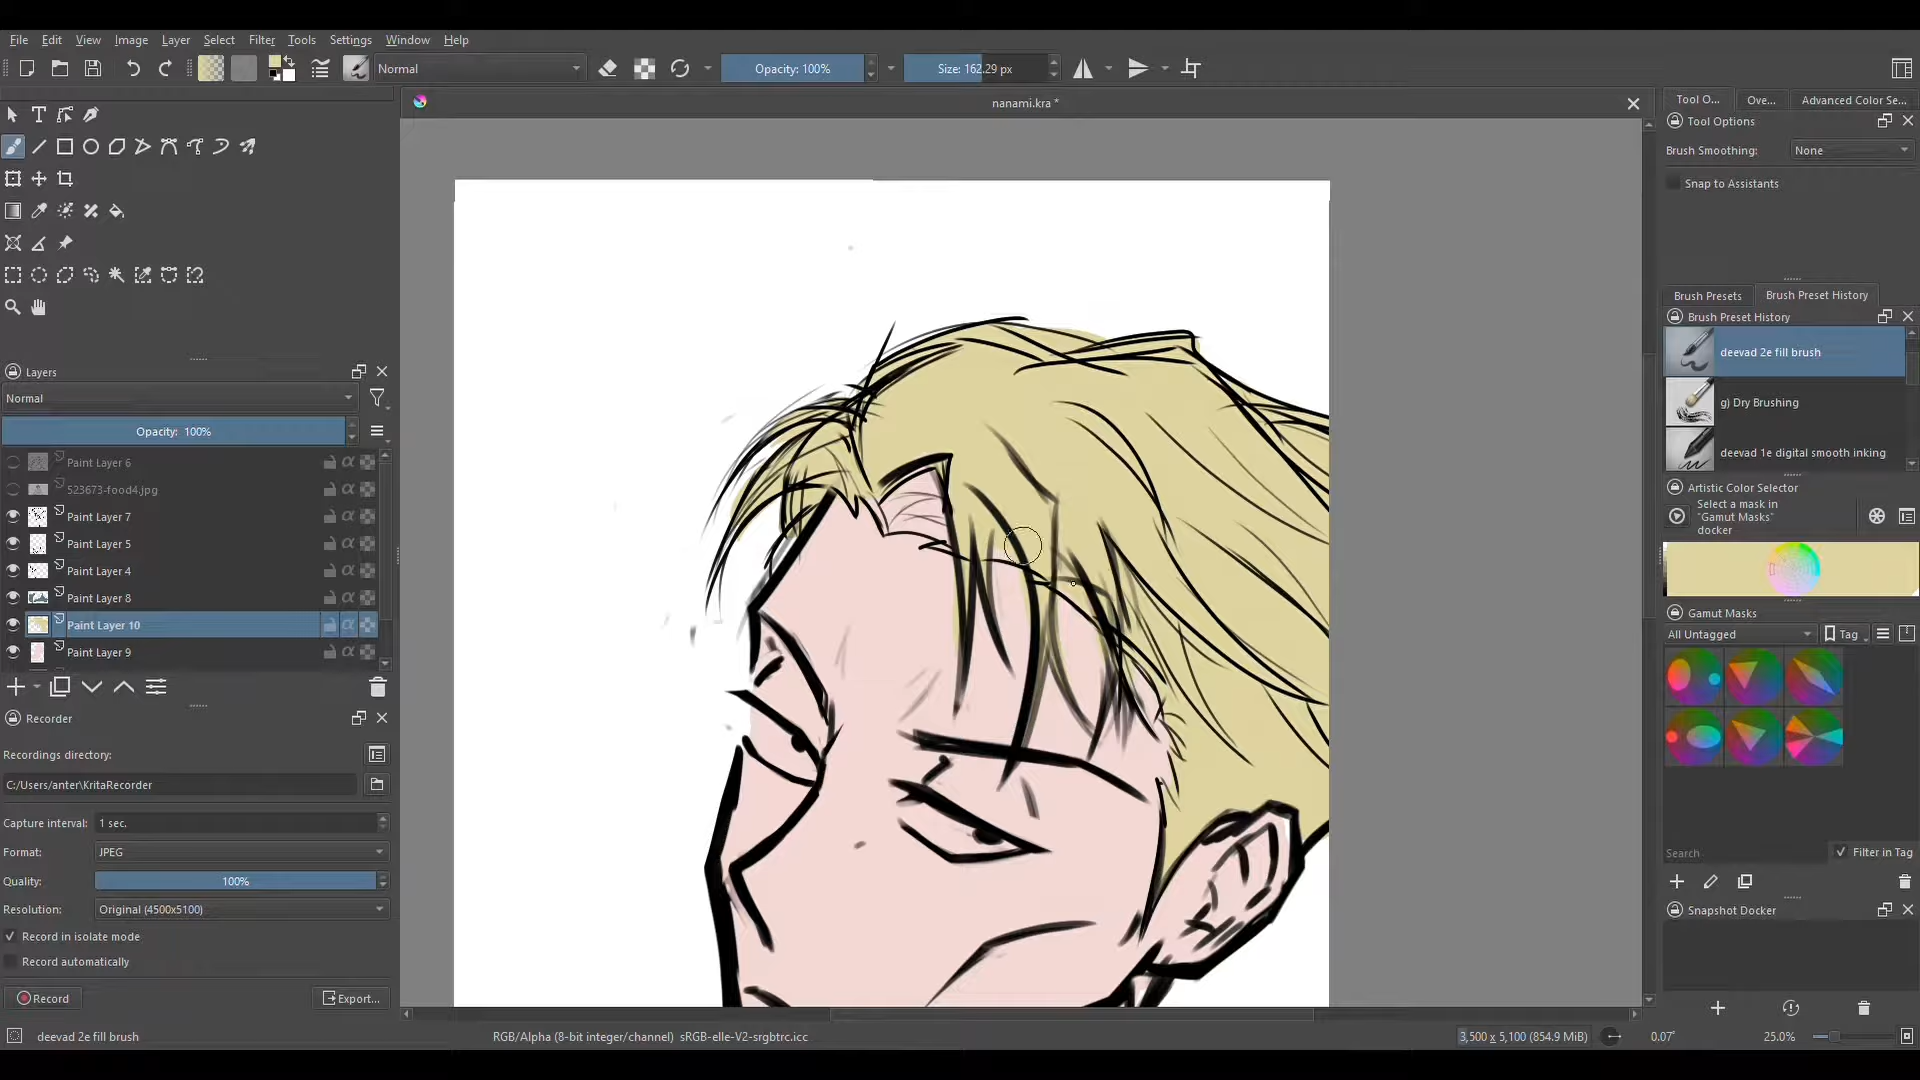 File Edit View Image Layer Select Filter Tools Settings Window Help
Normal
Opacity: 100%
Size: 162.29 px
nanami.kra *
Tool O...
Ove...
Advanced Color Se...
Tool Options
Brush Smoothing: None
Snap to Assistants
Brush Presets
Brush Preset History
Brush Preset History
deevad 2e fill brush
g) Dry Brushing
deevad 1e digital smooth inking
Artistic Color Selector
Select a mask in
"Gamut Masks"
docker
Gamut Masks
All Untagged
Tag
Search
Filter in Tag
Snapshot Docker
Layers
Normal
Opacity: 100%
Paint Layer 6
523673-food4.jpg
Paint Layer 7
Paint Layer 5
Paint Layer 4
Paint Layer 8
Paint Layer 10
Paint Layer 9
Recorder
Recordings directory:
C:/Users/anter\KritaRecorder
Capture interval: 1 sec.
Format: JPEG
Quality: 100%
Resolution: Original (4500x5100)
Record in isolate mode
Record automatically
Record
Export...
deevad 2e fill brush
RGB/Alpha (8-bit integer/channel) sRGB-elle-V2-srgbtrc.icc
3,500 x 5,100 (854.9 MiB)
0.07°
25.0%